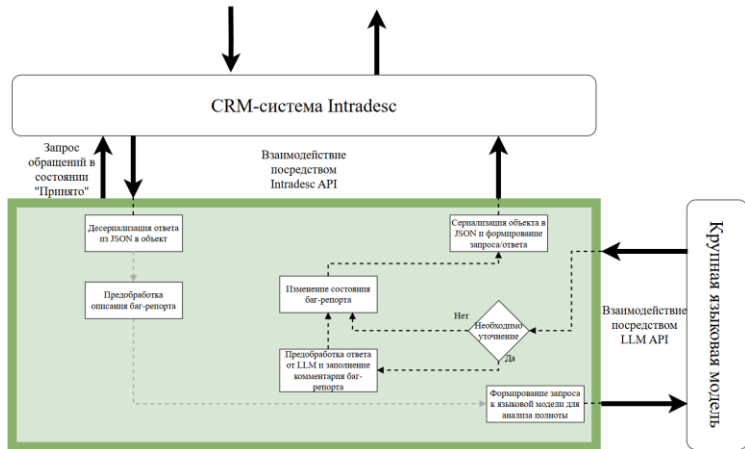 CRM-система Intradesc
Запрос
обращений в
состоянии
"Принято"
Взаимодействие
посредством
Intradesc API
Десериализация ответа
из JSON в объект
Сериализация объекта в
JSON и формирование
запроса/ответа
Предобработка
описания баг-репорта
Изменение состояния
баг-репорта
Нет
Необходимо
уточнение
Да
Предобработка ответа
от LLM и заполнение
комментария баг-
репорта
Формирование запроса
к языковой модели для
анализа полноты
Взаимодействие
посредством
LLM API
Крупная языковая модель